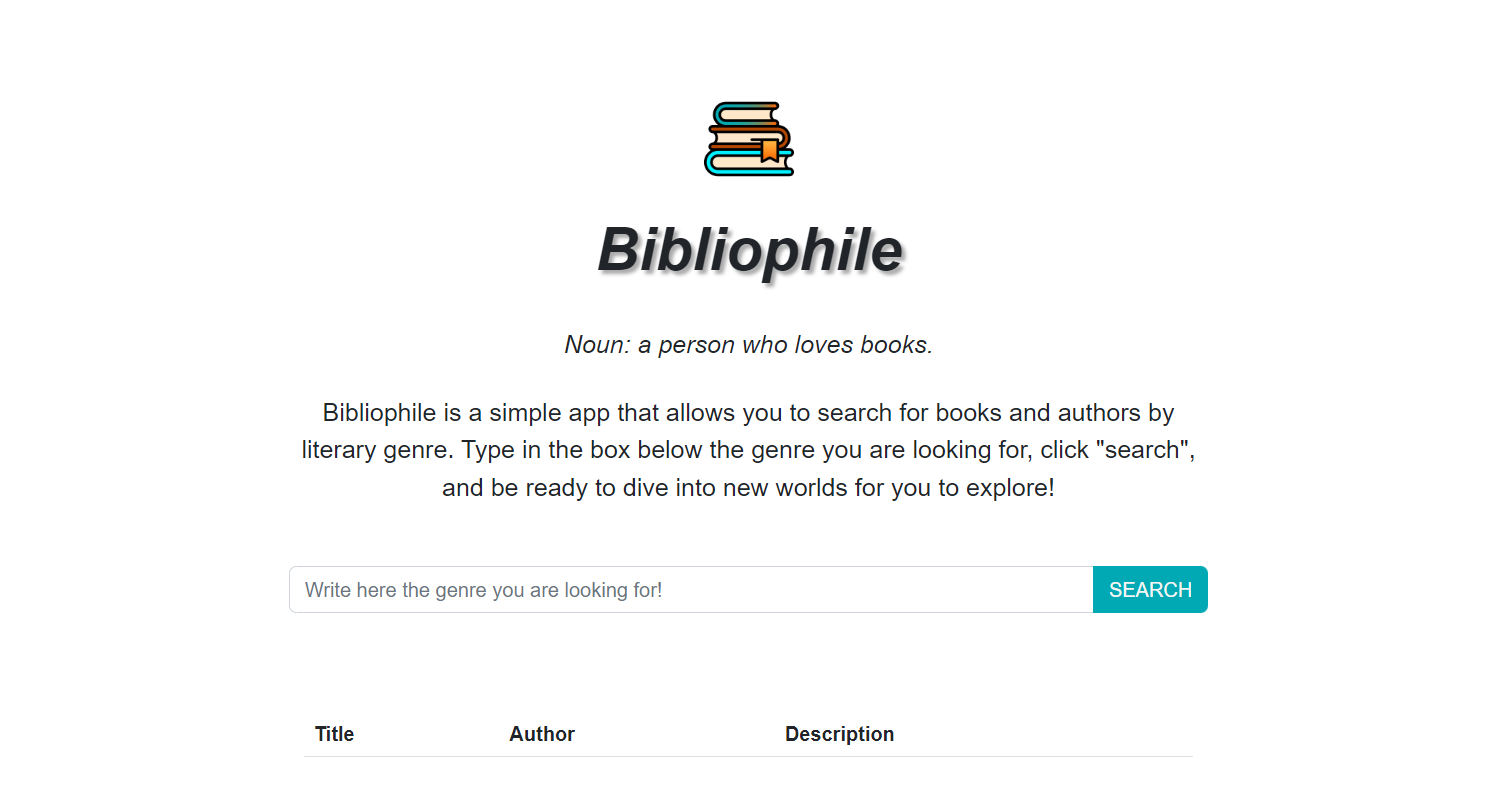 Bibliophile
Noun: a person who loves books.
Bibliophile is a simple app that allows you to search for books and authors by
literary genre. Type in the box below the genre you are looking for, click "search",
and be ready to dive into new worlds for you to explore!
Write here the genre you are looking for! SEARCH
Title Author Description